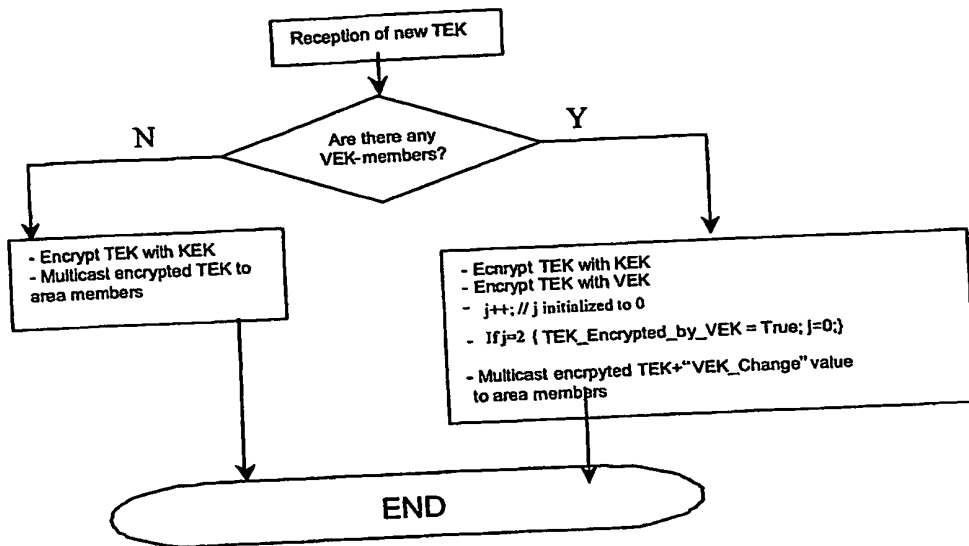 Reception of new TEK
N
Y
Are there any
VEK-members?
- Encrypt TEK with KEK
- Multicast encrypted TEK to
area members
- Ecnrypt TEK with KEK
- Encrypt TEK with VEK
- j++; // j initialized to 0
- If j=2 { TEK_Encrypted_by_VEK = True; j=0;}
- Multicast encrpyted TEK+“VEK_Change” value
to area members
END